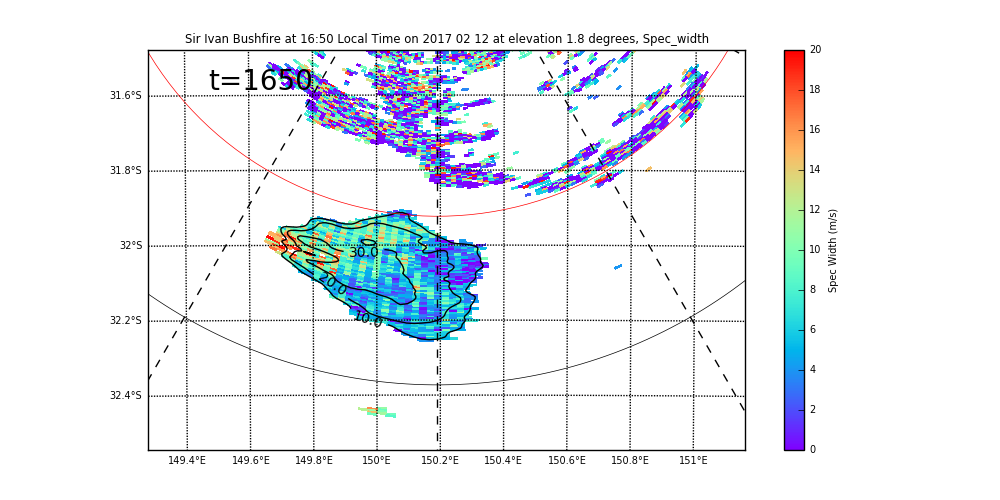 Sir Ivan Bushfire at 16:50 Local Time on 2017 02 12 at elevation 1.8 degrees, Spec_width
t=1650
31.6°S
31.8°S
32°S
32.2°S
32.4°S
30.0
20.0
10.0
149.4°E 149.6°E 149.8°E 150°E 150.2°E 150.4°E 150.6°E 150.8°E 151°E
20
18
16
14
12
10
8
6
4
2
0
Spec Width (m/s)